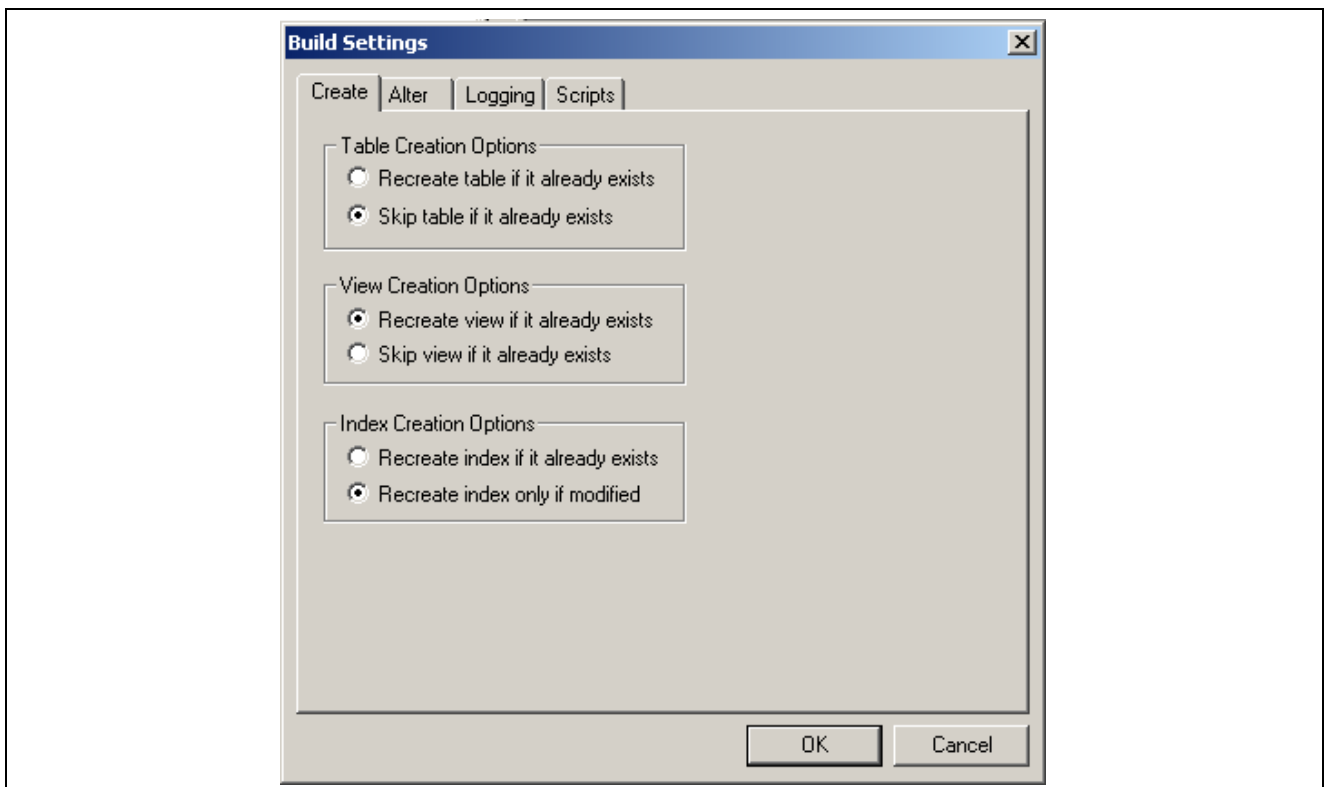 Build Settings
Create Alter Logging Scripts
Table Creation Options
Recreate table if it already exists
Skip table if it already exists
View Creation Options
Recreate view if it already exists
Skip view if it already exists
Index Creation Options
Recreate index if it already exists
Recreate index only if modified
OK Cancel